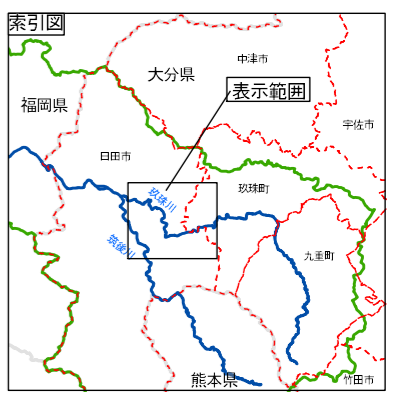 索引図
大分県
中津市
表示範囲
福岡県
宇佐市
日田市
玖珠川
玖珠町
筑後川
九重町
熊本県
竹田市